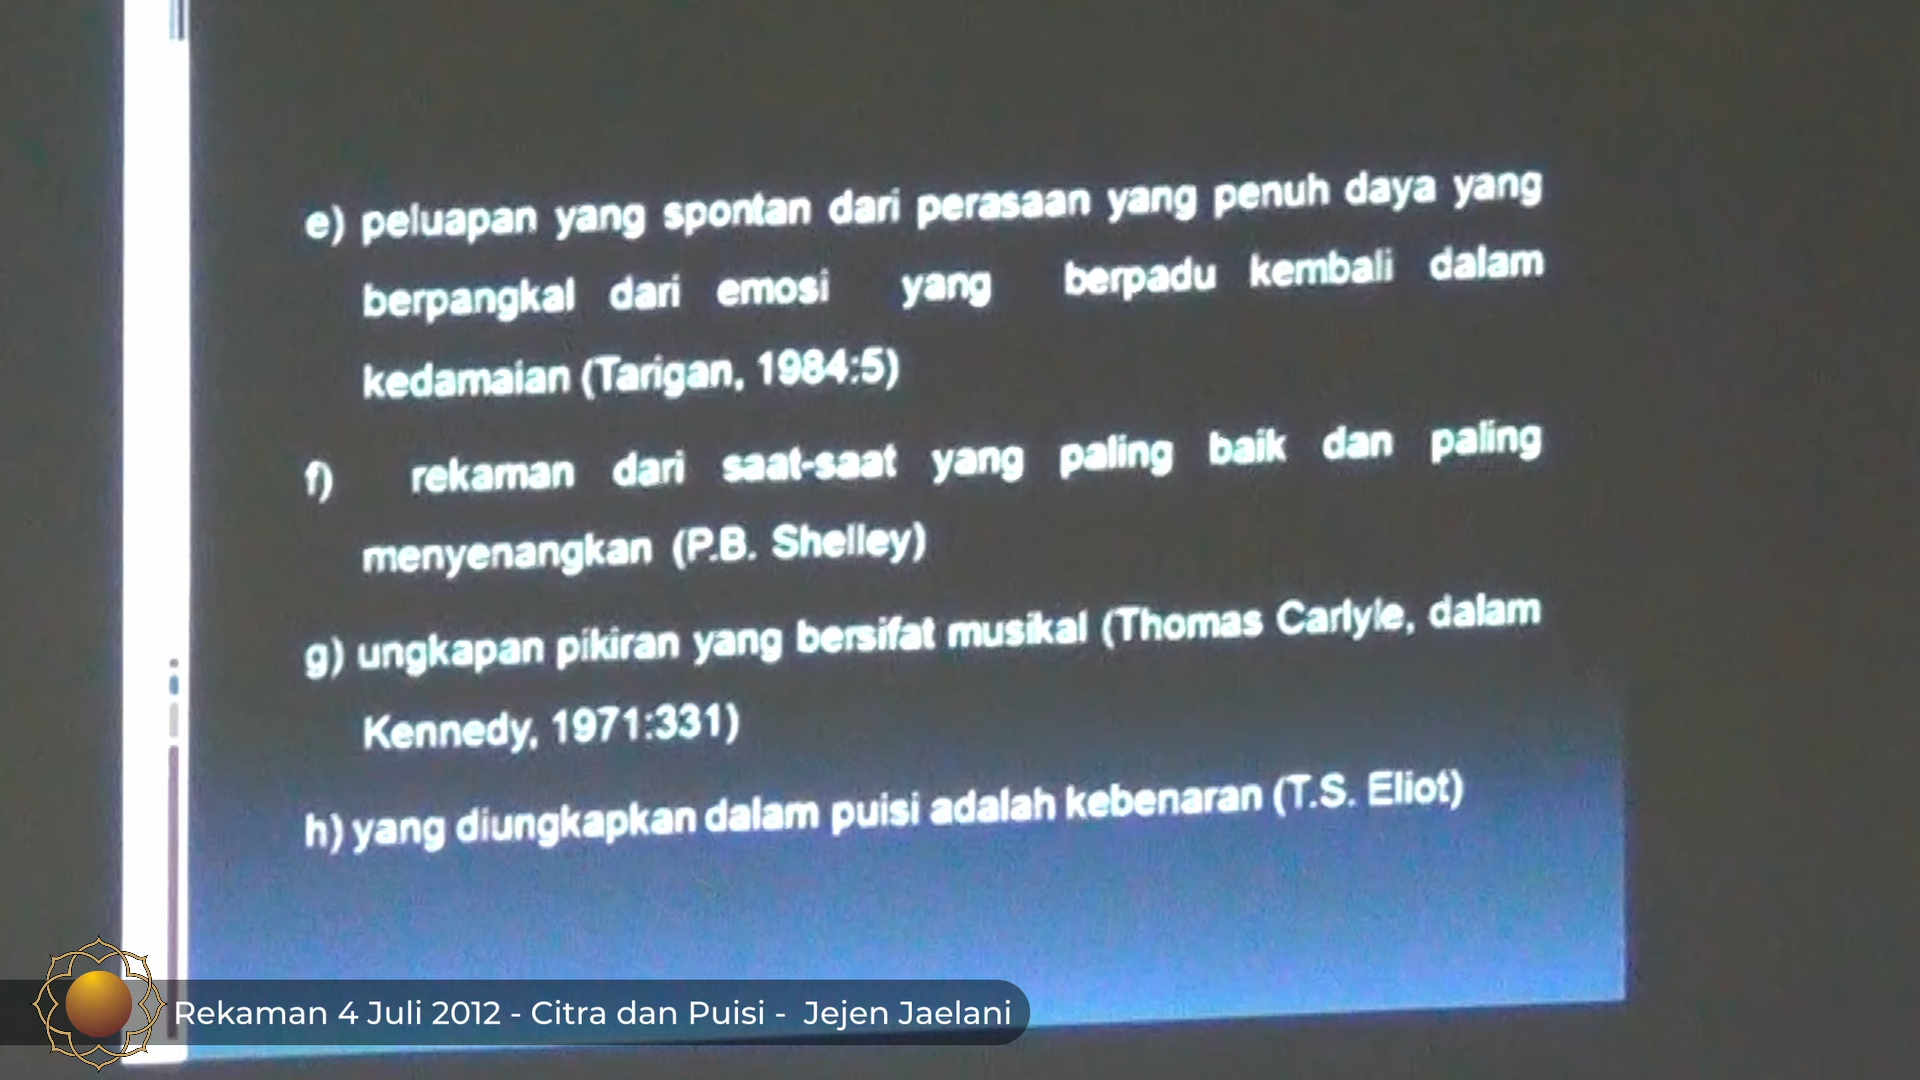 e) peluapan yang spontan dari perasaan yang penuh daya yang
berpangkal dari emosi yang berpadu kembali dalam
kedamaian (Tarigan, 1984:5)
f) rekaman dari saat-saat yang paling baik dan paling
menyenangkan (P.B. Shelley)
g) ungkapan pikiran yang bersifat musikal (Thomas Carlyle, dalam
Kennedy, 1971:331)
h) yang diungkapkan dalam puisi adalah kebenaran (T.S. Eliot)
Rekaman 4 Juli 2012 - Citra dan Puisi - Jejen Jaelani